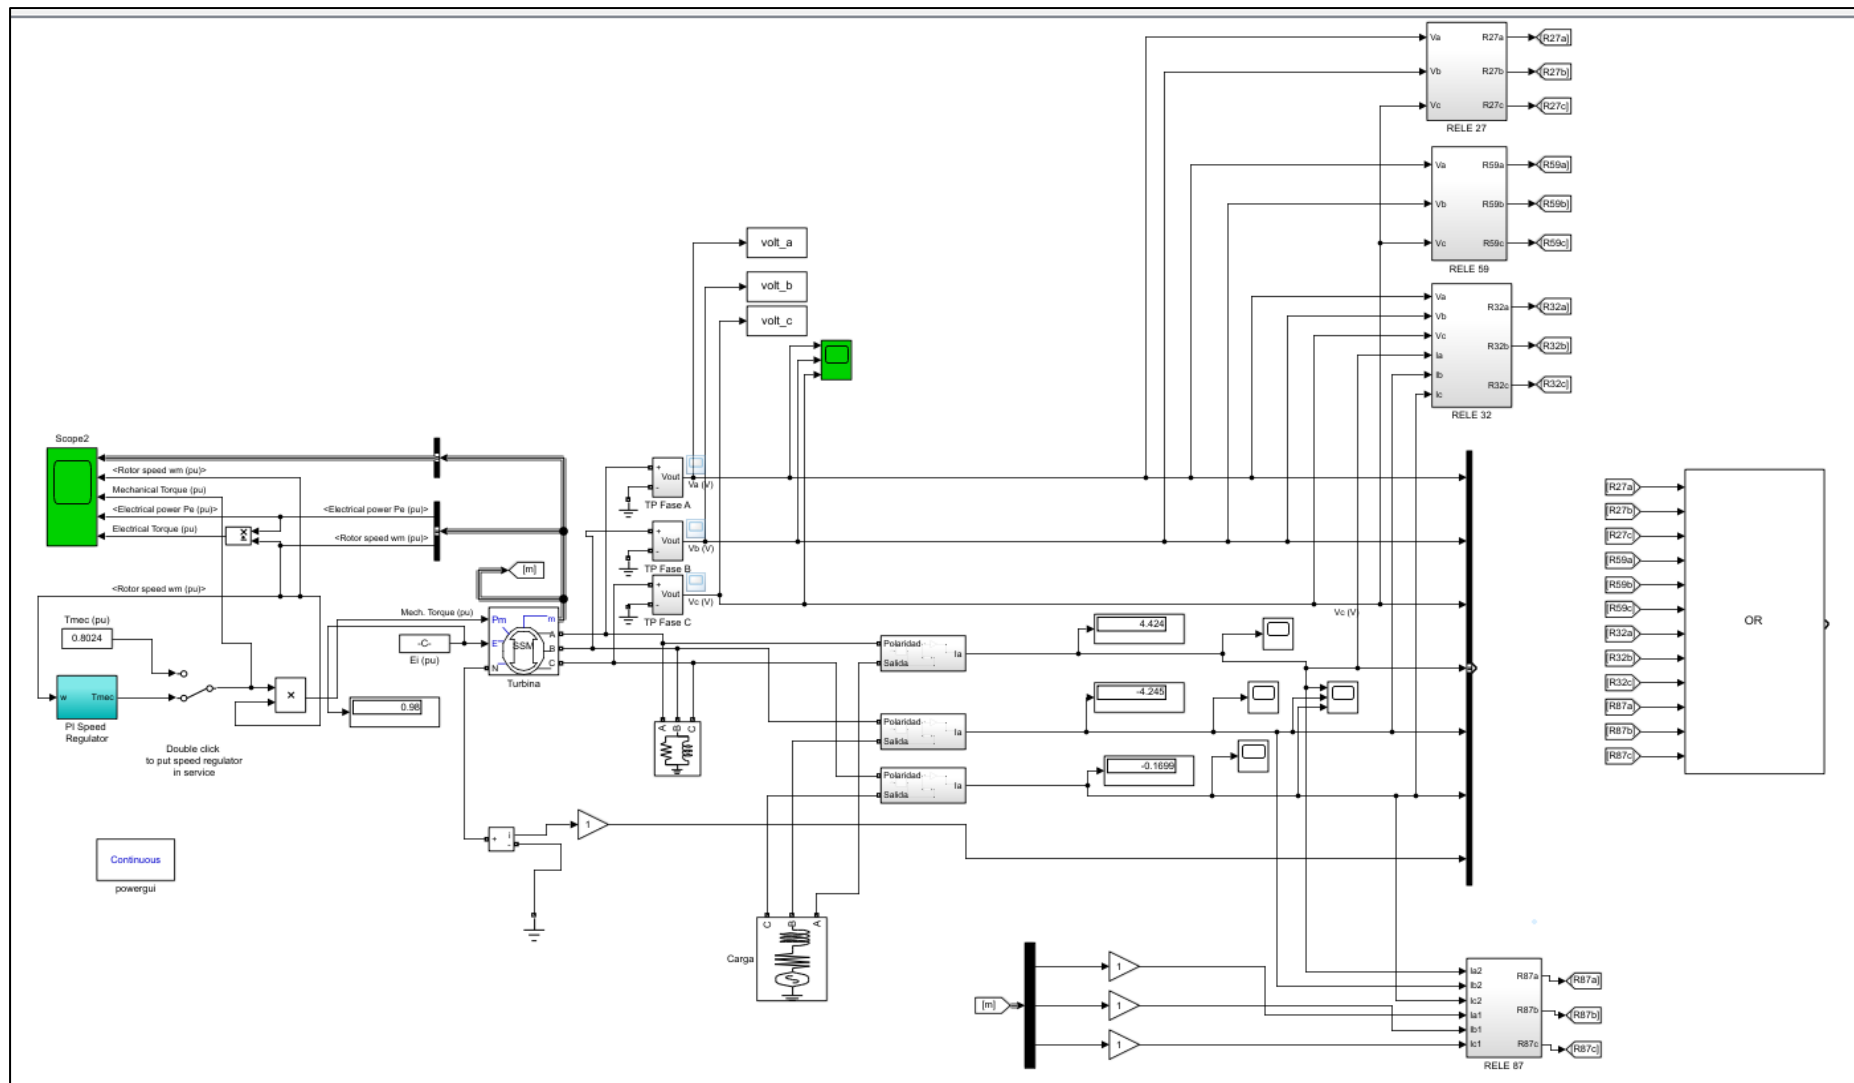 Va
Vb
Vc
R27a
R27b
R27c
[R27a]
[R27b]
[R27c]
RELE 27
Va
Vb
Vc
R59a
R59b
R59c
[R59a]
[R59b]
[R59c]
RELE 59
Va
Vb
Vc
Ia
Ib
Ic
R32a
R32b
R32c
[R32a]
[R32b]
[R32c]
RELE 32
volt_a
volt_b
volt_c
Scope2
<Rotor speed wm (pu)>
Mechanical Torque (pu)
<Electrical power Pe (pu)>
Electrical Torque (pu)
<Electrical power Pe (pu)>
<Rotor speed wm (pu)>
<Rotor speed wm (pu)>
[m]
+
-
Vout
Va (V)
TP Fase A
+
-
Vout
Vb (V)
TP Fase B
+
-
Vout
Vc (V)
TP Fase C
Vc (V)
Tmec (pu)
0.8024
w
Tmec
PI Speed
Regulator
Double click
to put speed regulator
in service
×
0.98
Mech. Torque (pu)
-C-
Ei (pu)
Pm
E
N
SSM
m
A
B
C
Turbina
A
B
C
Polaridad
Salida
Ia
4.424
Polaridad
Salida
Ia
-4.245
Polaridad
Salida
Ia
-0.1699
+
i
-
1
Continuous
powergui
C
B
A
Carga
[m]
1
1
1
Ia2
Ib2
Ic2
Ia1
Ib1
Ic1
R87a
R87b
R87c
[R87a]
[R87b]
[R87c]
RELE 87
[R27a]
[R27b]
[R27c]
[R59a]
[R59b]
[R59c]
[R32a]
[R32b]
[R32c]
[R87a]
[R87b]
[R87c]
OR